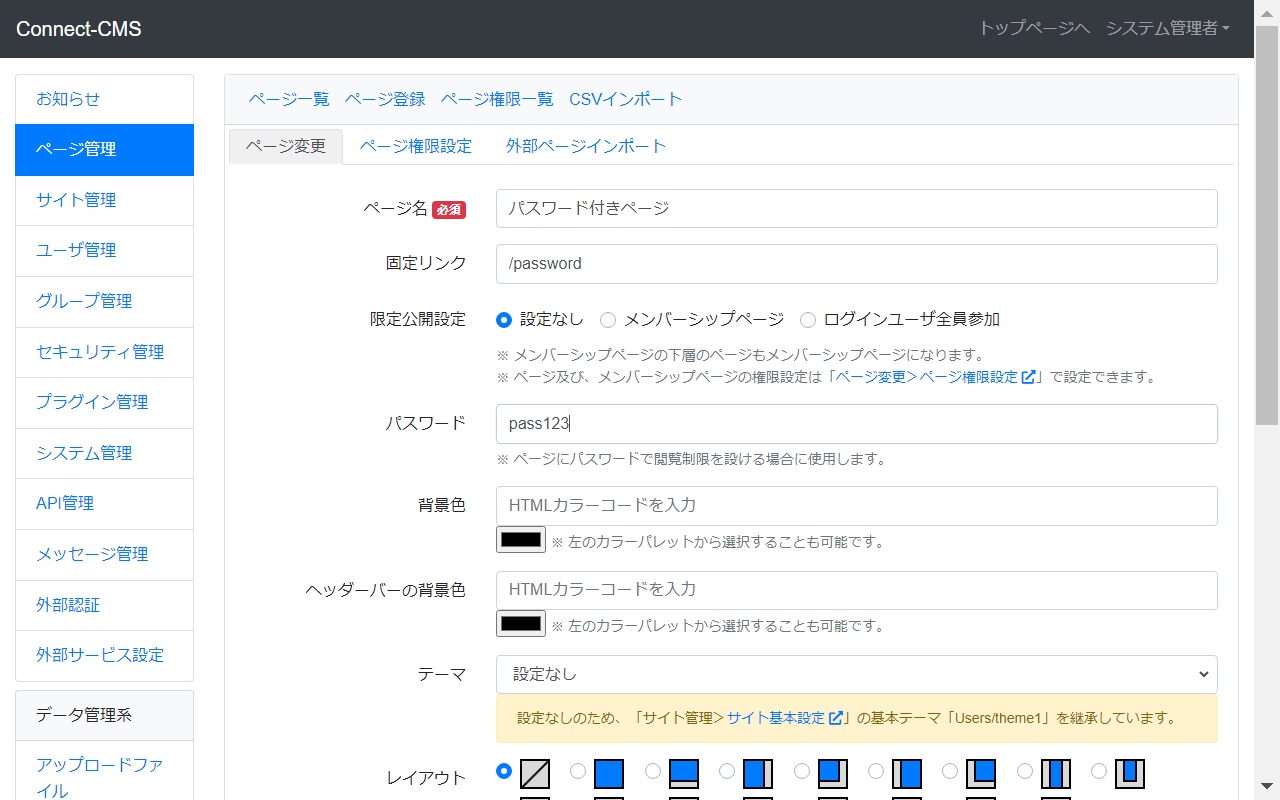 Connect-CMS
トップページへ システム管理者
お知らせ
ページ管理
サイト管理
ユーザ管理
グループ管理
セキュリティ管理
プラグイン管理
システム管理
API管理
メッセージ管理
外部認証
外部サービス設定
データ管理系
アップロードファ
イル
ページ一覧 ページ登録 ページ権限一覧 CSVインポート
ページ変更 ページ権限設定 外部ページインポート
ページ名 必須 パスワード付きページ
固定リンク /password
限定公開設定 設定なし メンバーシップページ ログインユーザ全員参加
※ メンバーシップページの下層のページもメンバーシップページになります。
※ ページ及び、メンバーシップページの権限設定は「ページ変更＞ページ権限設定」で設定できます。
パスワード pass123
※ ページにパスワードで閲覧制限を設ける場合に使用します。
背景色 HTMLカラーコードを入力
※ 左のカラーパレットから選択することも可能です。
ヘッダーバーの背景色 HTMLカラーコードを入力
※ 左のカラーパレットから選択することも可能です。
テーマ 設定なし
設定なしのため、「サイト管理＞サイト基本設定」の基本テーマ「Users/theme1」を継承しています。
レイアウト